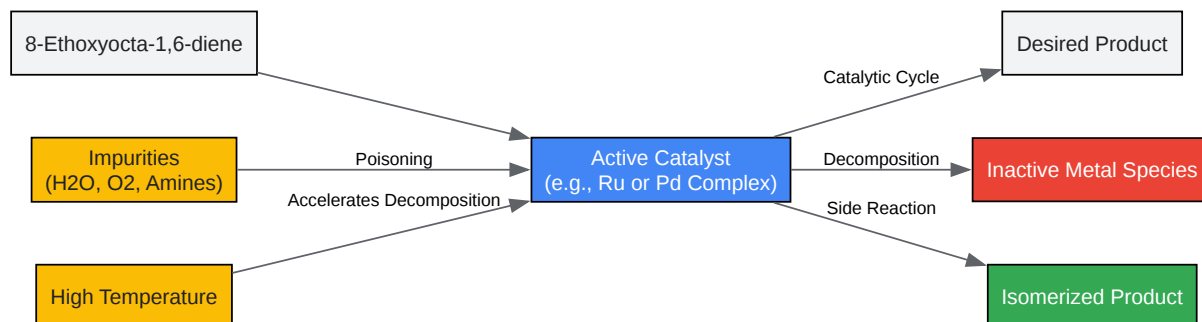 8-Ethoxyocta-1,6-diene
Desired Product
Catalytic Cycle
Impurities
(H2O, O2, Amines)
Poisoning
Active Catalyst
(e.g., Ru or Pd Complex)
Decomposition
Inactive Metal Species
Accelerates Decomposition
Side Reaction
High Temperature
Isomerized Product